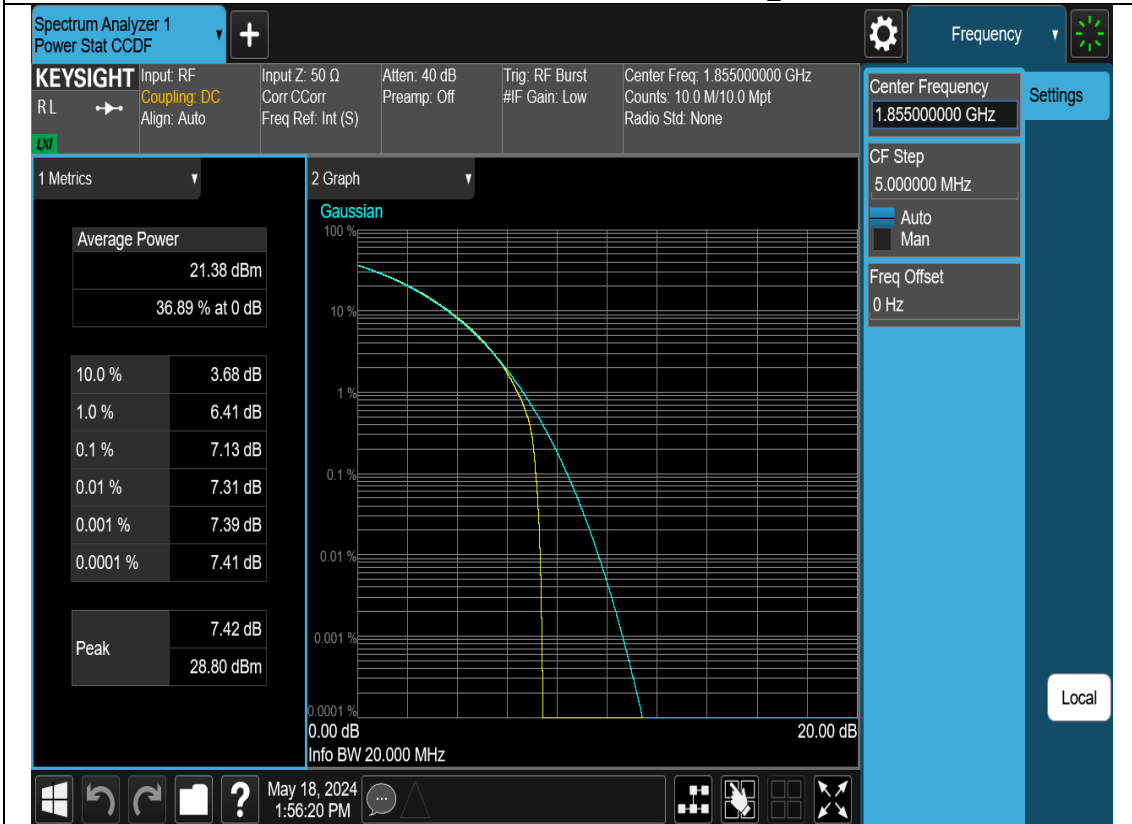 Spectrum Analyzer 1
Power Stat CCDF
+
Frequency
KEYSIGHT
RL
LXI
Input: RF
Coupling: DC
Align: Auto
Input Z: 50 Ω
Corr CCorr
Freq Ref: Int (S)
Atten: 40 dB
Preamp: Off
Trig: RF Burst
#IF Gain: Low
Center Freq: 1.855000000 GHz
Counts: 10.0 M/10.0 Mpt
Radio Std: None
Center Frequency
1.855000000 GHz
Settings
CF Step
5.000000 MHz
Auto
Man
Freq Offset
0 Hz
Local
1 Metrics
Average Power
21.38 dBm
36.89 % at 0 dB
10.0 % 3.68 dB
1.0 % 6.41 dB
0.1 % 7.13 dB
0.01 % 7.31 dB
0.001 % 7.39 dB
0.0001 % 7.41 dB
Peak 7.42 dB
28.80 dBm
2 Graph
Gaussian
100 %
10 %
1 %
0.1 %
0.01 %
0.001 %
0.0001 %
0.00 dB 20.00 dB
Info BW 20.000 MHz
?
May 18, 2024
1:56:20 PM